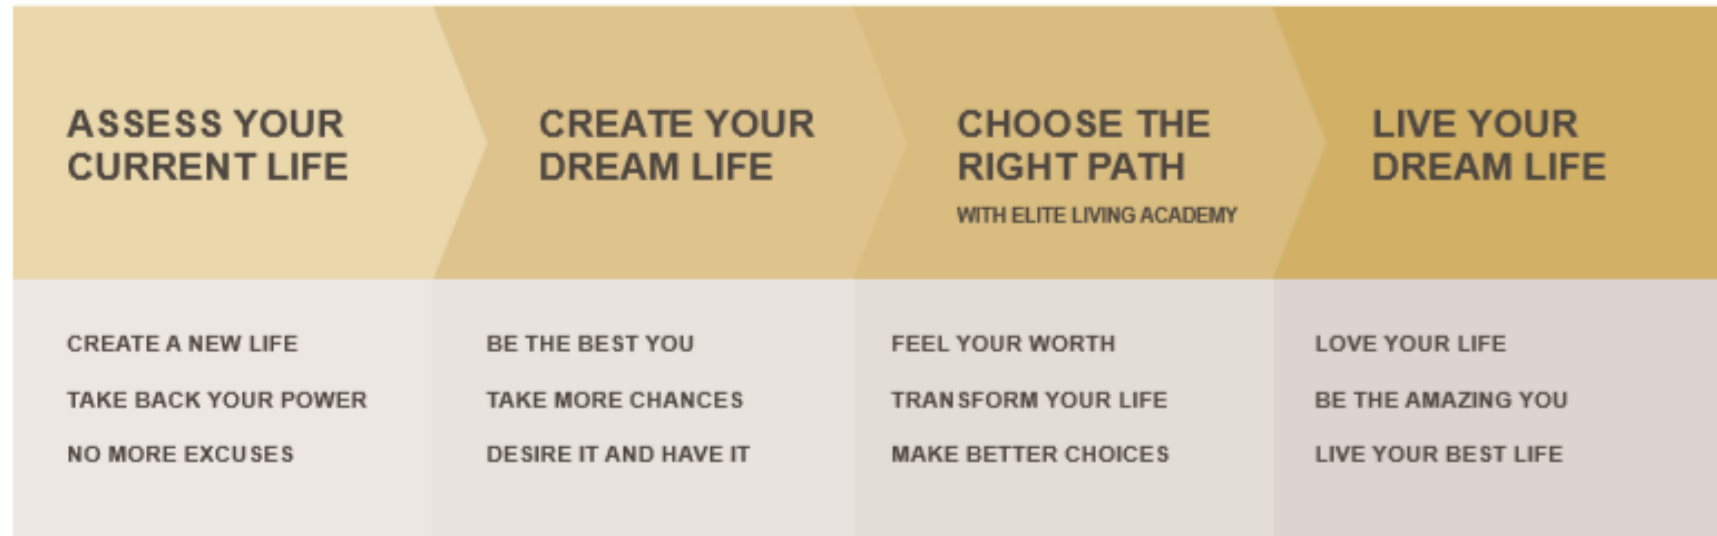 ASSESS YOUR
CURRENT LIFE
CREATE YOUR
DREAM LIFE
CHOOSE THE
RIGHT PATH
WITH ELITE LIVING ACADEMY
LIVE YOUR
DREAM LIFE
CREATE A NEW LIFE
TAKE BACK YOUR POWER
NO MORE EXCUSES
BE THE BEST YOU
TAKE MORE CHANCES
DESIRE IT AND HAVE IT
FEEL YOUR WORTH
TRANSFORM YOUR LIFE
MAKE BETTER CHOICES
LOVE YOUR LIFE
BE THE AMAZING YOU
LIVE YOUR BEST LIFE